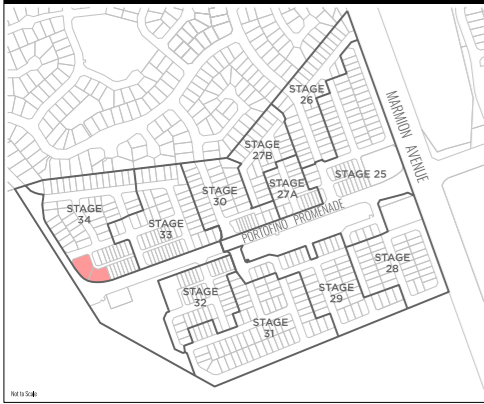 STAGE
26
MARMION AVENUE
STAGE
27B
STAGE 25
STAGE
27A
STAGE
30
STAGE
34
STAGE
33
PORTOFINO PROMENADE
STAGE
28
STAGE
29
STAGE
32
STAGE
31
Not to Scale